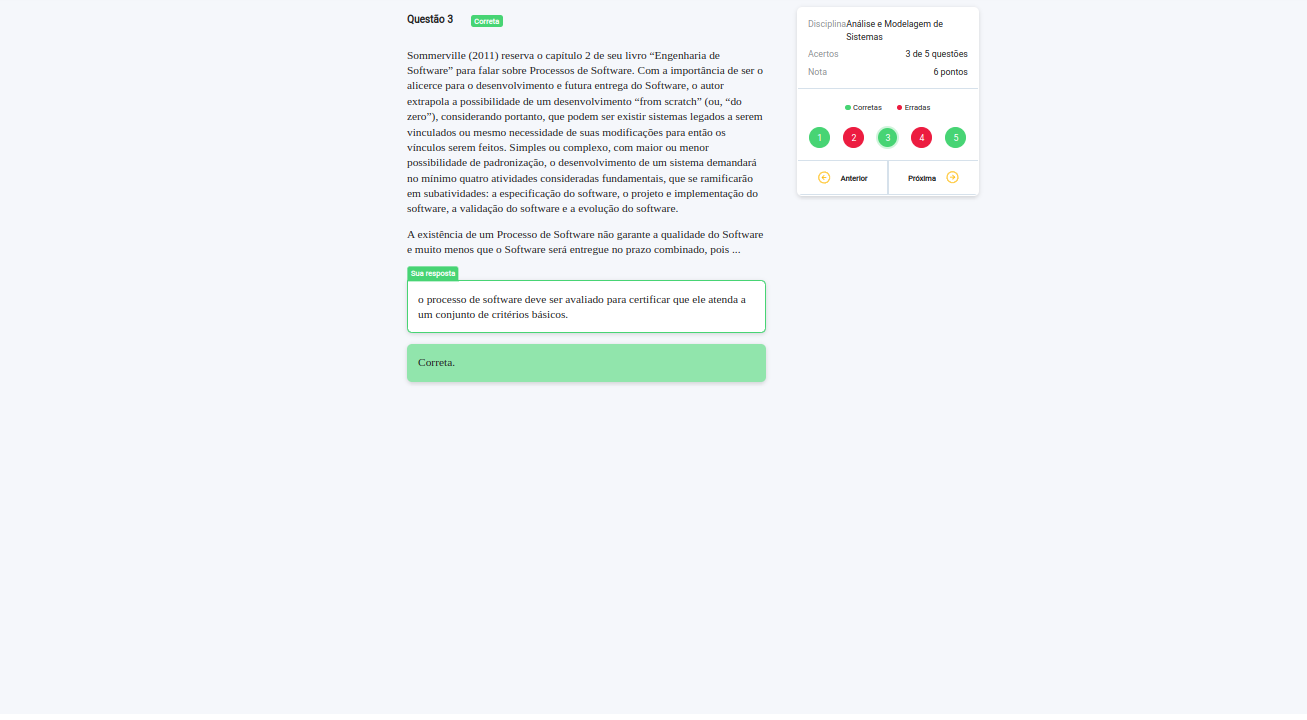 Questão 3
Correta
Sommerville (2011) reserva o capítulo 2 de seu livro “Engenharia de
Software” para falar sobre Processos de Software. Com a importância de ser o
alicerce para o desenvolvimento e futura entrega do Software, o autor
extrapola a possibilidade de um desenvolvimento “from scratch” (ou, “do
zero”), considerando portanto, que podem ser existir sistemas legados a serem
vinculados ou mesmo necessidade de suas modificações para então os
vínculos serem feitos. Simples ou complexo, com maior ou menor
possibilidade de padronização, o desenvolvimento de um sistema demandará
no mínimo quatro atividades consideradas fundamentais, que se ramificarão
em subatividades: a especificação do software, o projeto e implementação do
software, a validação do software e a evolução do software.
A existência de um Processo de Software não garante a qualidade do Software
e muito menos que o Software será entregue no prazo combinado, pois ...
Sua resposta
o processo de software deve ser avaliado para certificar que ele atenda a
um conjunto de critérios básicos.
Correta.
Disciplina Análise e Modelagem de
Sistemas
Acertos 3 de 5 questões
Nota 6 pontos
Corretas Erradas
1 2 3 4 5
Anterior Próxima